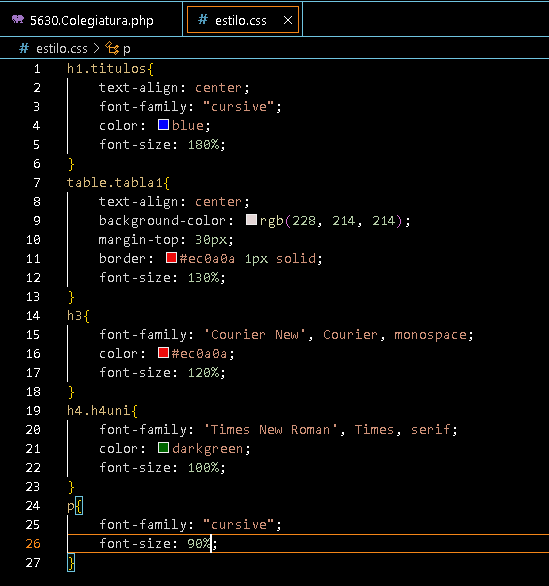 5630.Colegiatura.php
# estilo.css ×
# estilo.css > p
1 h1.titulos{
2 text-align: center;
3 font-family: "cursive";
4 color: blue;
5 font-size: 180%;
6 }
7 table.tabla1{
8 text-align: center;
9 background-color: rgb(228, 214, 214);
10 margin-top: 30px;
11 border: #ec0a0a 1px solid;
12 font-size: 130%;
13 }
14 h3{
15 font-family: 'Courier New', Courier, monospace;
16 color: #ec0a0a;
17 font-size: 120%;
18 }
19 h4.h4uni{
20 font-family: 'Times New Roman', Times, serif;
21 color: darkgreen;
22 font-size: 100%;
23 }
24 p{
25 font-family: "cursive";
26 font-size: 90%;
27 }